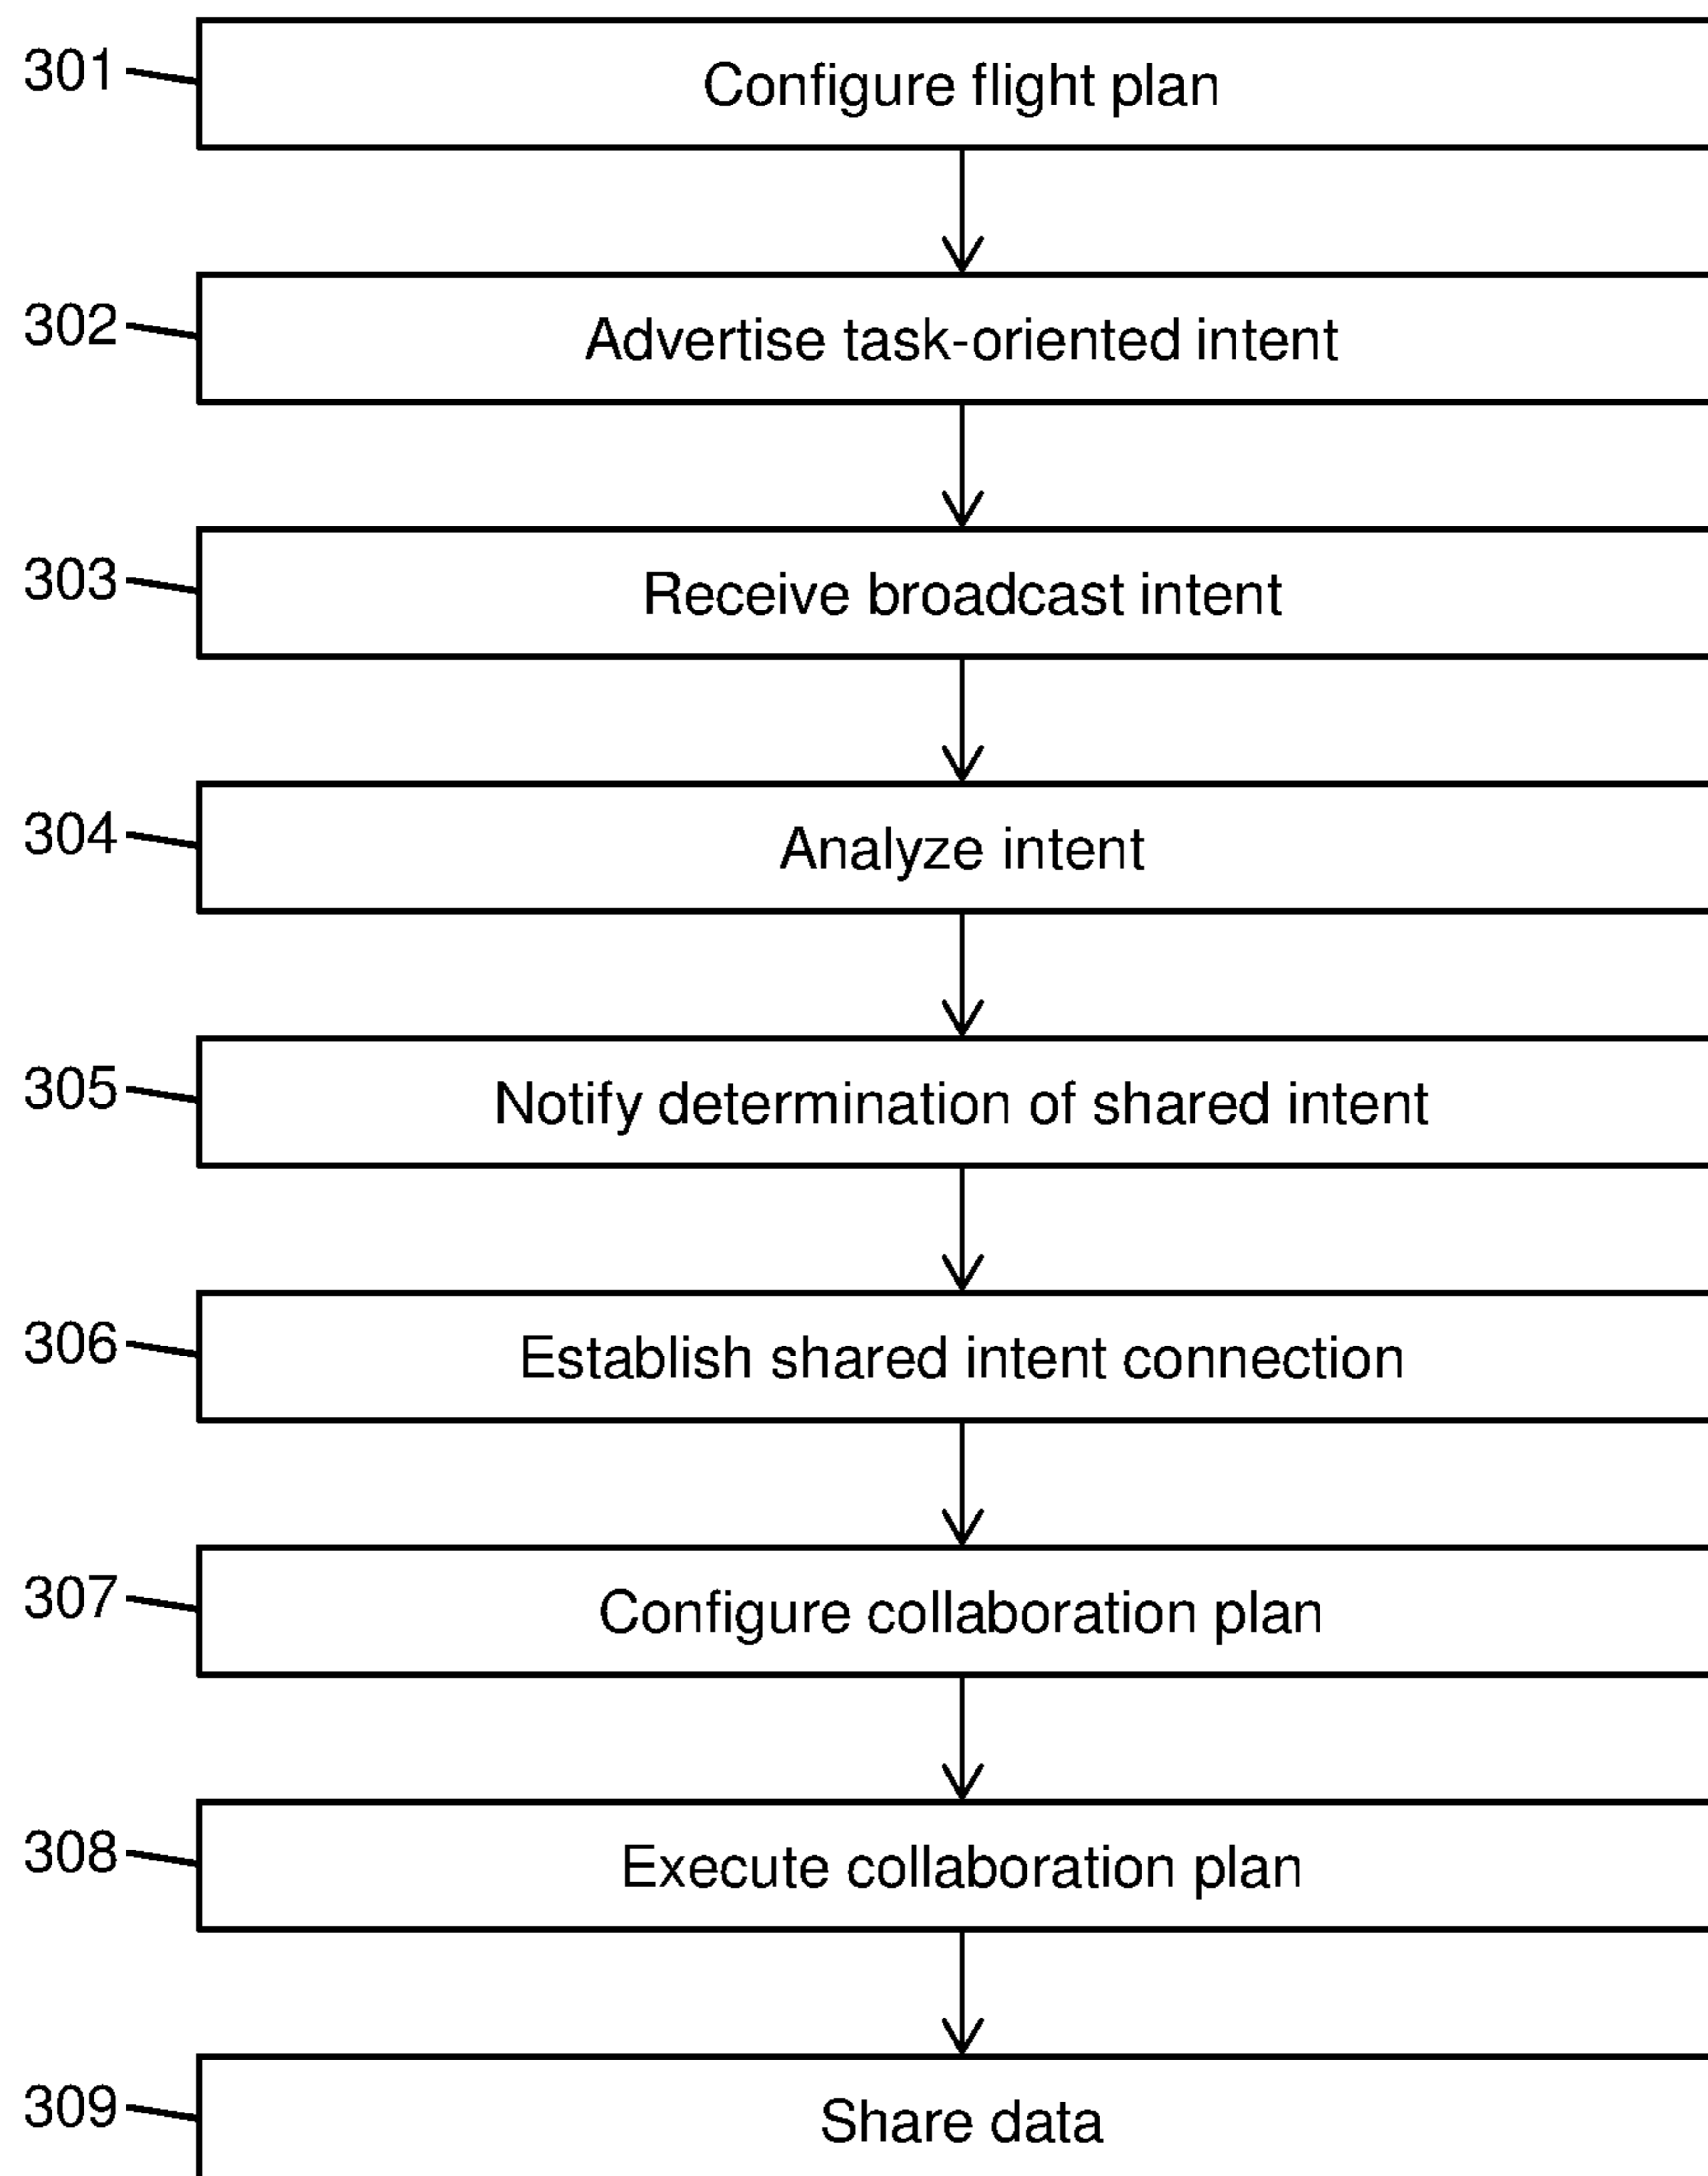 301 Configure flight plan
302 Advertise task-oriented intent
303 Receive broadcast intent
304 Analyze intent
305 Notify determination of shared intent
306 Establish shared intent connection
307 Configure collaboration plan
308 Execute collaboration plan
309 Share data